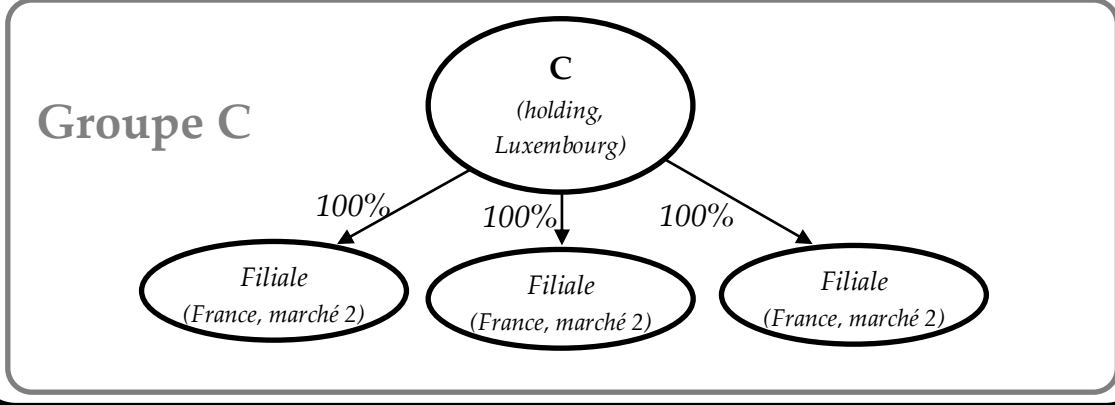 C
(holding,
Luxembourg)
Groupe C
100%
100%
100%
Filiale
(France, marché 2)
Filiale
(France, marché 2)
Filiale
(France, marché 2)